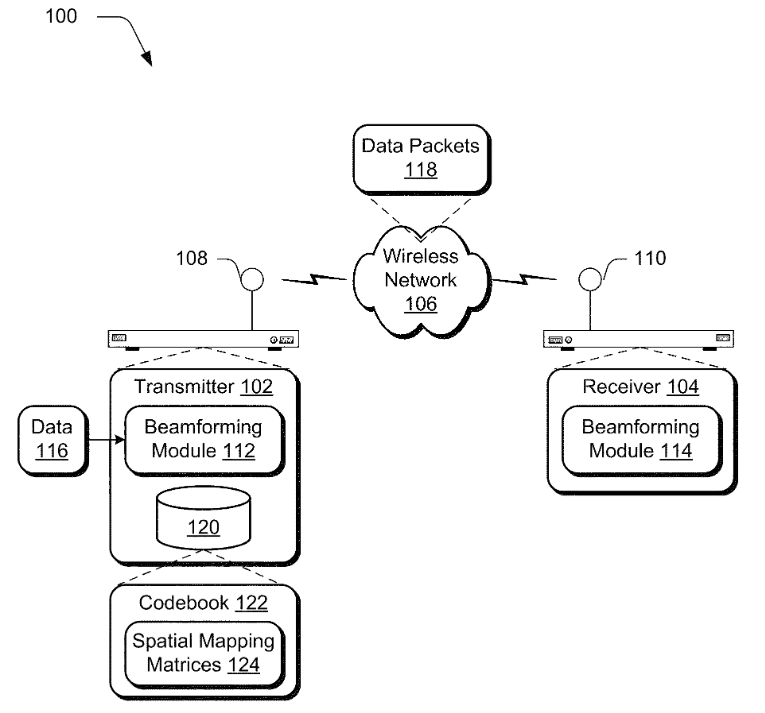 100
Data Packets
118
108
Wireless
Network
106
110
Transmitter 102
Receiver 104
Data
116
Beamforming
Module 112
Beamforming
Module 114
120
Codebook 122
Spatial Mapping
Matrices 124